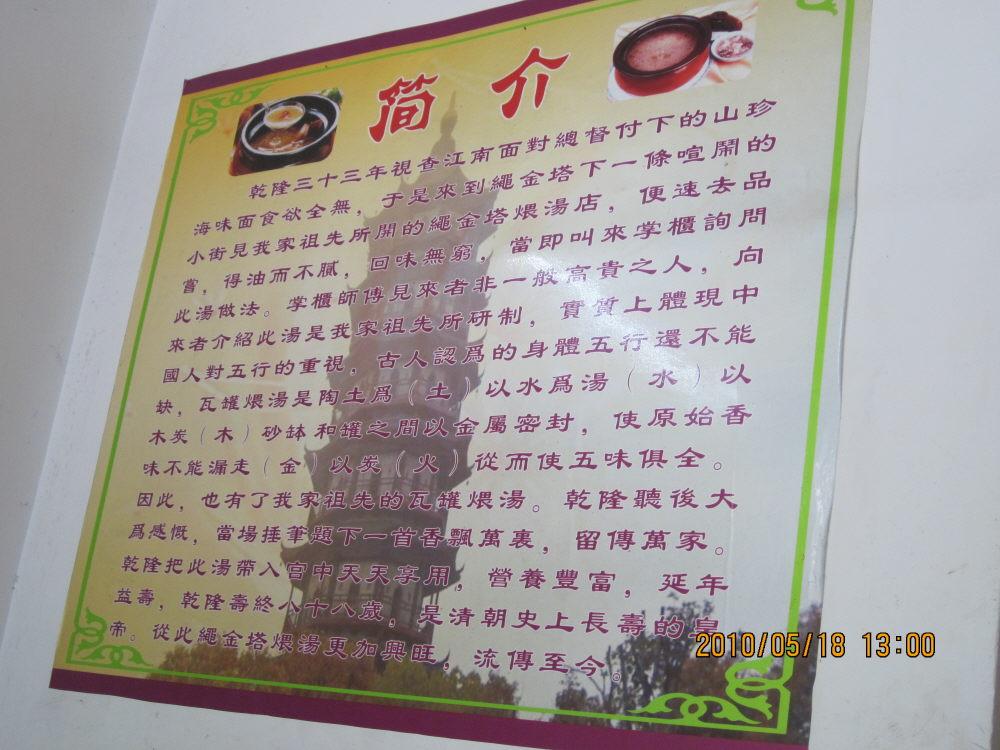 简 介
乾隆三十三年視查江南面對總督付下的山珍
海味面食欲全無，于是來到繩金塔下一條喧鬧的
小街見我家祖先所開的繩金塔煨湯店，便速去品
嘗，得油而不膩，回味無窮，當即叫來掌櫃詢問
此湯做法。掌櫃師傅見來者非一般高貴之人，向
來者介紹此湯是我家祖先所研制，實質上體現中
國人對五行的重視，古人認爲的身體五行還不能
缺，瓦罐煨湯是陶土爲（土）以水爲湯（水）以
木炭（木）砂缽和罐之間以金屬密封，使原始香
味不能漏走（金）以炭（火）從而使五味俱全。
因此，也有了我家祖先的瓦罐煨湯。乾隆聽後大
爲感慨，當場捶筆題下一首香飄萬裏，留傳萬家。
乾隆把此湯帶入宫中天天享用，營養豐富，延年
益壽，乾隆壽終八十八歲，是清朝史上長壽的皇
帝。從此繩金塔煨湯更加興旺，流傳至今。
2010/05/18 13:00